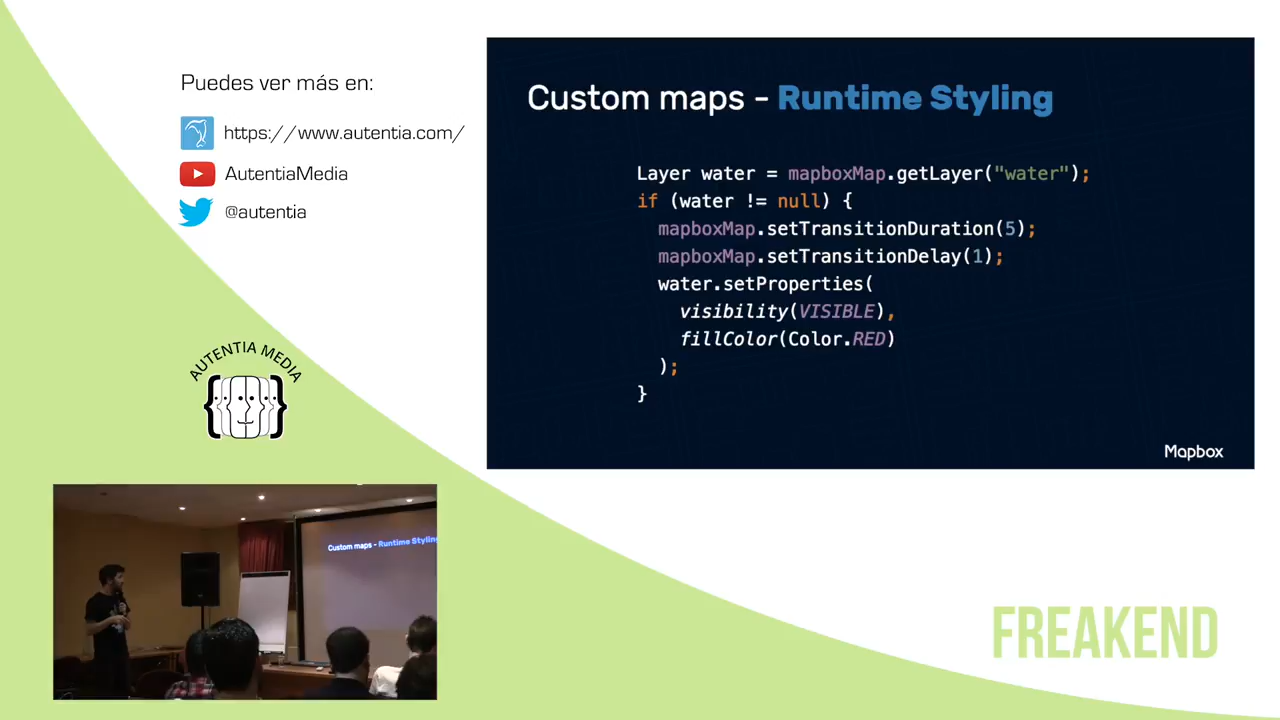 Puedes ver más en:
https://www.autentia.com/
AutentiaMedia
@autentia
AUTENTIA MEDIA
Custom maps - Runtime Styling
Layer water = mapboxMap.getLayer("water");
if (water != null) {
mapboxMap.setTransitionDuration(5);
mapboxMap.setTransitionDelay(1);
water.setProperties(
visibility(VISIBLE),
fillColor(Color.RED)
);
}
Mapbox
Custom maps - Runtime Styling
FREAKEND